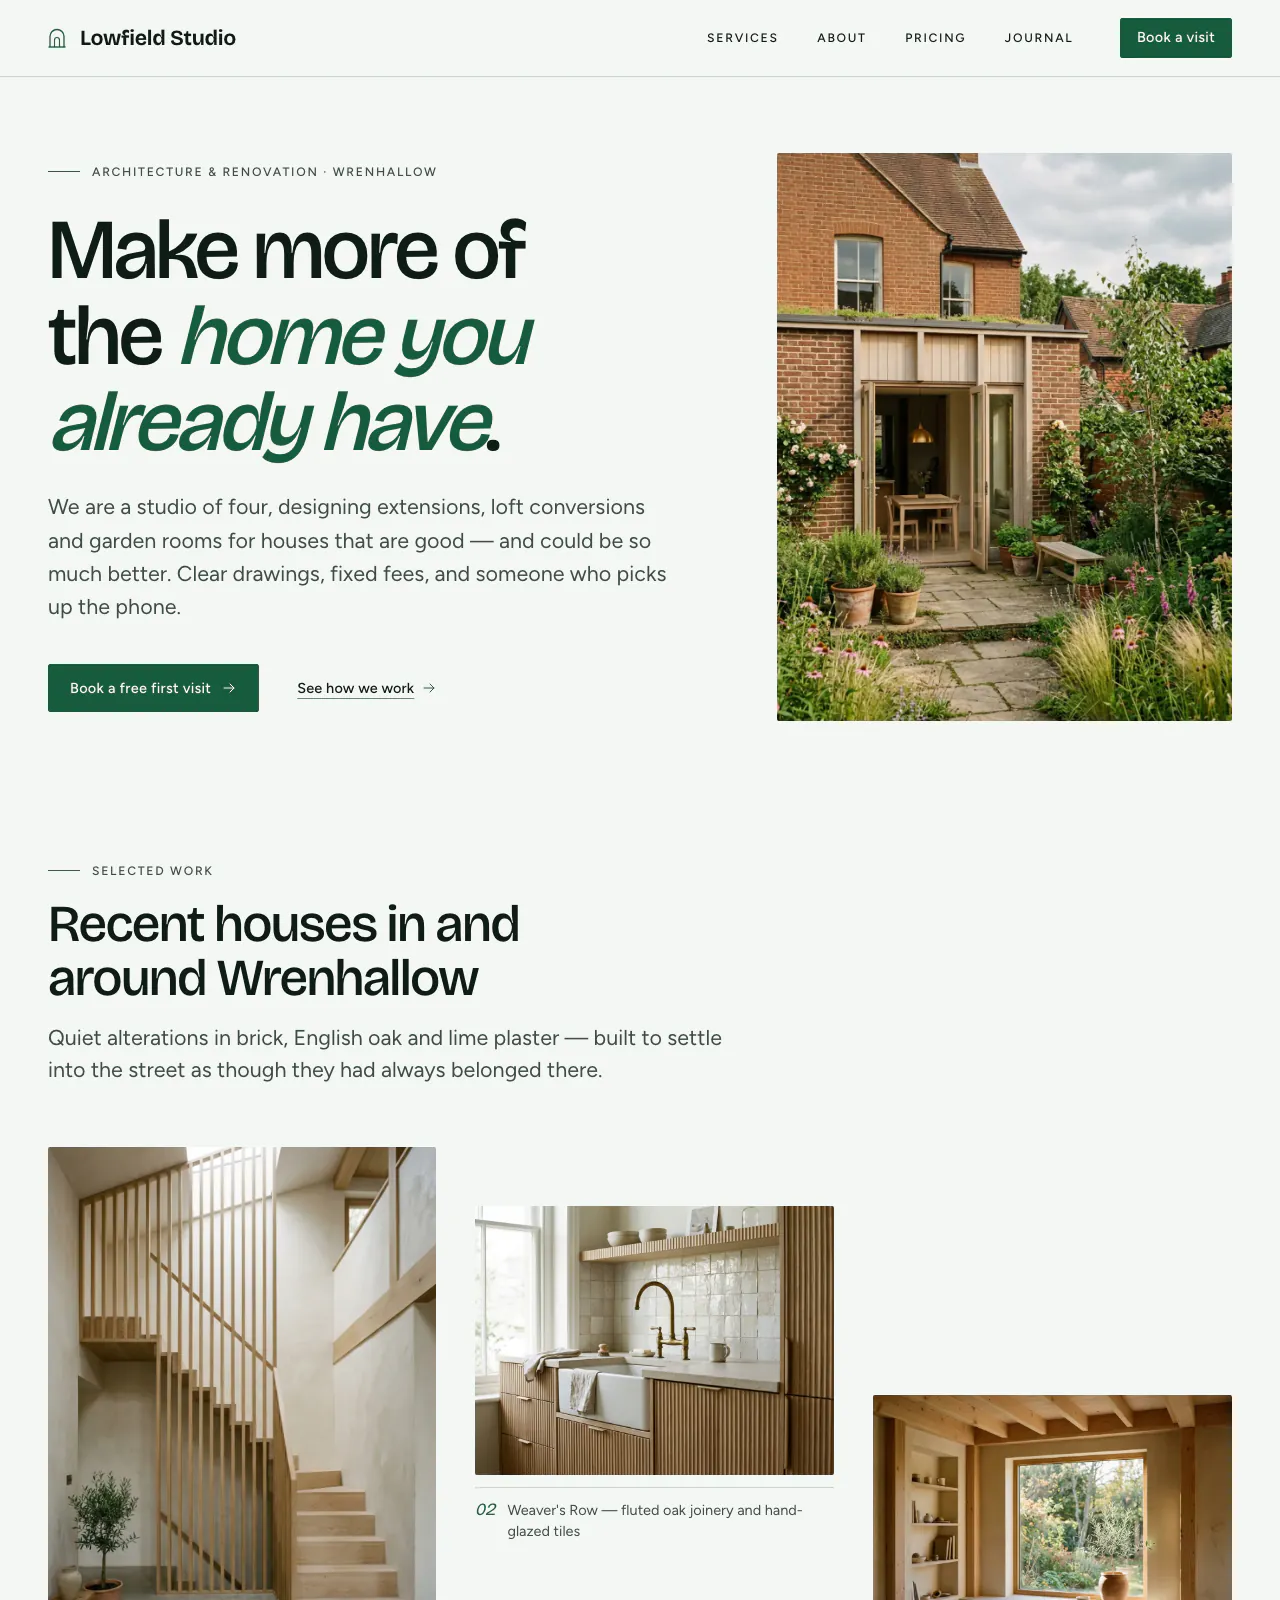 Lowfield Studio
SERVICES ABOUT PRICING JOURNAL Book a visit
ARCHITECTURE & RENOVATION · WRENHALLOW
Make more of
the home you
already have.
We are a studio of four, designing extensions, loft conversions
and garden rooms for houses that are good — and could be so
much better. Clear drawings, fixed fees, and someone who picks
up the phone.
Book a free first visit →
See how we work →
SELECTED WORK
Recent houses in and
around Wrenhallow
Quiet alterations in brick, English oak and lime plaster — built to settle
into the street as though they had always belonged there.
02 Weaver's Row — fluted oak joinery and hand-
glazed tiles